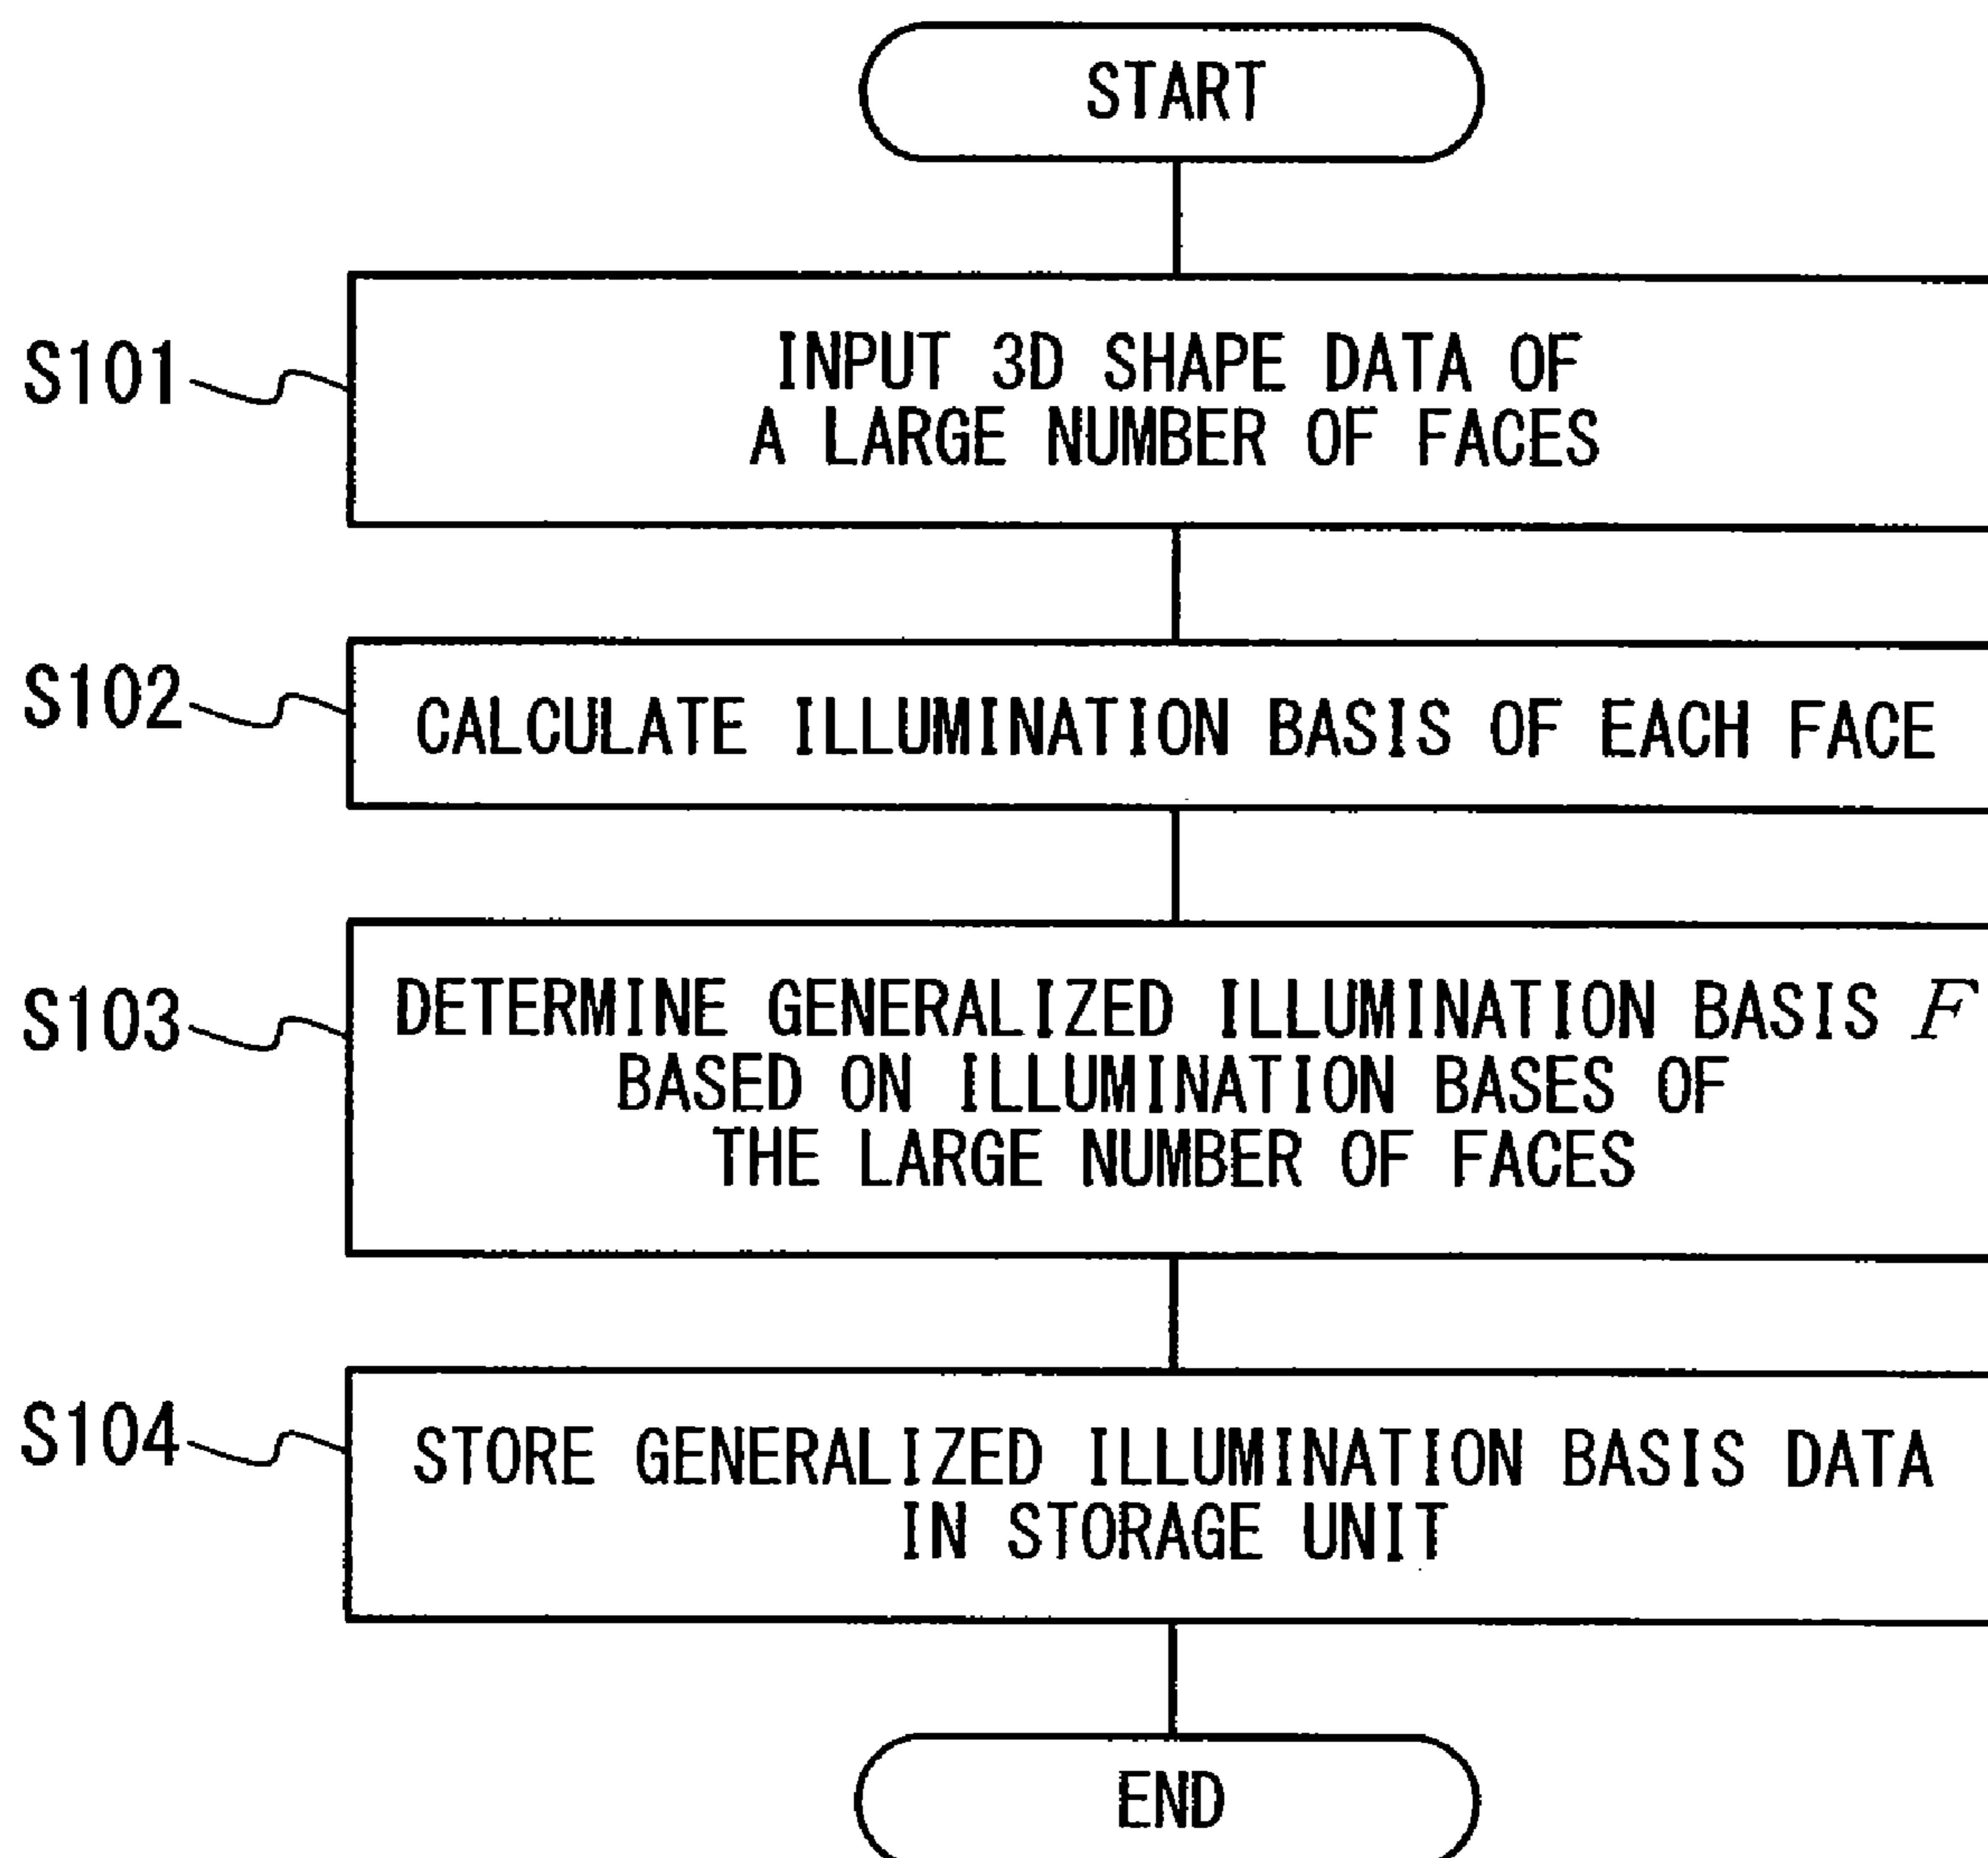 START
S101
INPUT 3D SHAPE DATA OF
A LARGE NUMBER OF FACES
S102
CALCULATE ILLUMINATION BASIS OF EACH FACE
S103
DETERMINE GENERALIZED ILLUMINATION BASIS F
BASED ON ILLUMINATION BASES OF
THE LARGE NUMBER OF FACES
S104
STORE GENERALIZED ILLUMINATION BASIS DATA
IN STORAGE UNIT
END